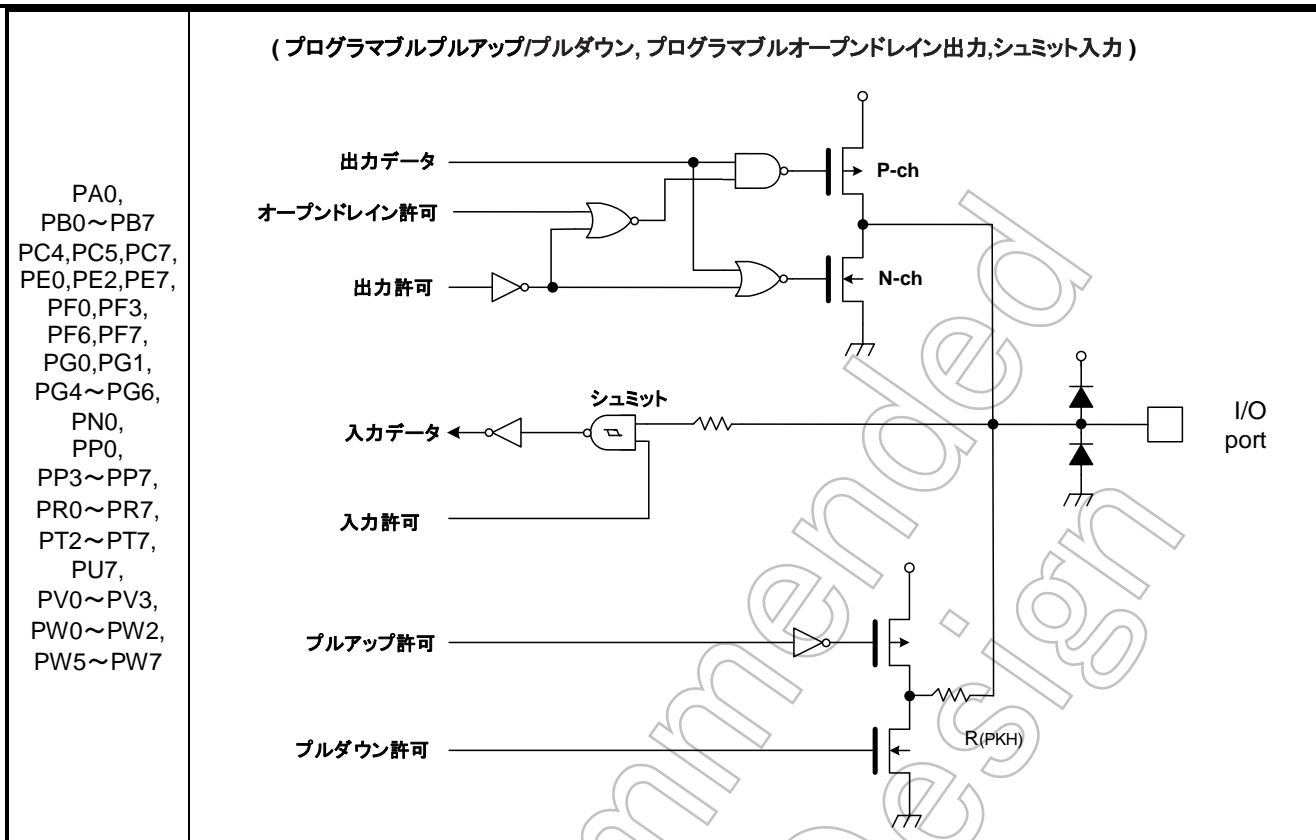 ( プログラマブルプルアップ/プルダウン, プログラマブルオープンドレイン出力,シュミット入力 )
PA0,
PB0～PB7
PC4,PC5,PC7,
PE0,PE2,PE7,
PF0,PF3,
PF6,PF7,
PG0,PG1,
PG4～PG6,
PN0,
PP0,
PP3～PP7,
PR0～PR7,
PT2～PT7,
PU7,
PV0～PV3,
PW0～PW2,
PW5～PW7
出力データ
P-ch
オープンドレイン許可
出力許可
N-ch
シュミット
入力データ
I/O
port
入力許可
プルアップ許可
プルダウン許可
R(PKH)
mmended
esign